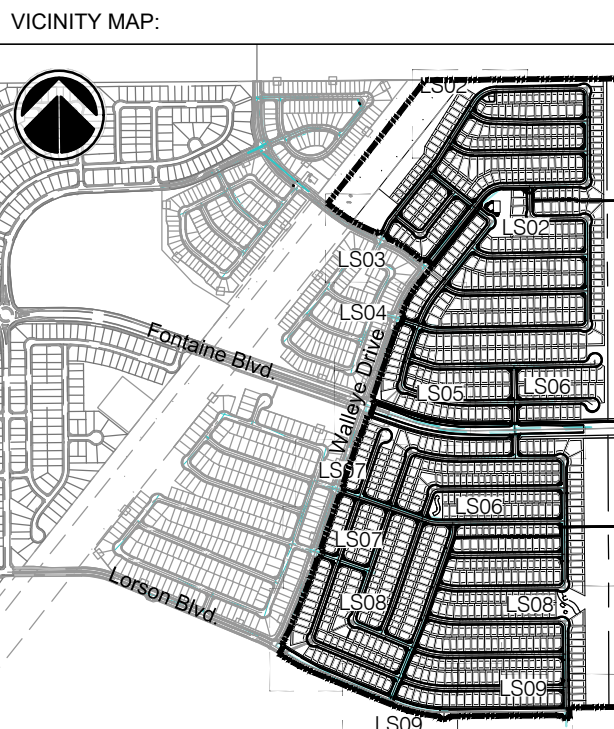 VICINITY MAP:
LS02
LS02
LS03
LS04
Fontaine Blvd.
Walleye Drive
LS05
LS06
LS07
LS06
LS07
Lorson Blvd.
LS08
LS08
LS09
LS09